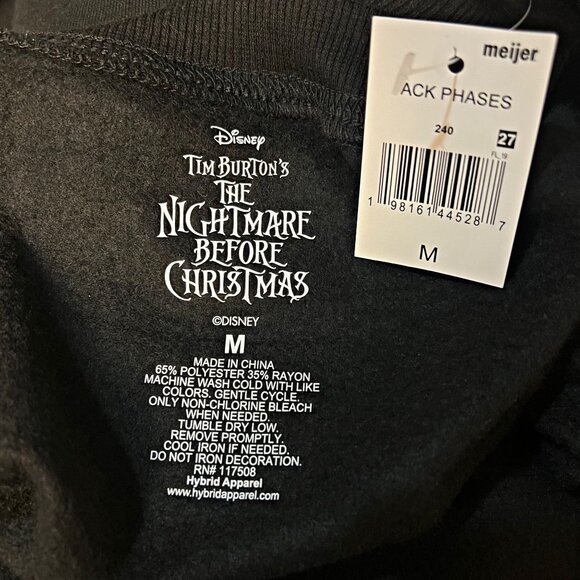 Disney
TIM BURTON'S
THE
NIGHTMARE
BEFORE
CHRISTMAS
©DISNEY
M
MADE IN CHINA
65% POLYESTER 35% RAYON
MACHINE WASH COLD WITH LIKE
COLORS. GENTLE CYCLE.
ONLY NON-CHLORINE BLEACH
WHEN NEEDED.
TUMBLE DRY LOW.
REMOVE PROMPTLY.
COOL IRON IF NEEDED.
DO NOT IRON DECORATION.
RN# 117508
Hybrid Apparel
www.hybridapparel.com
meijer
ACK PHASES
240
27
FL_19
1 98161 44528 7
M